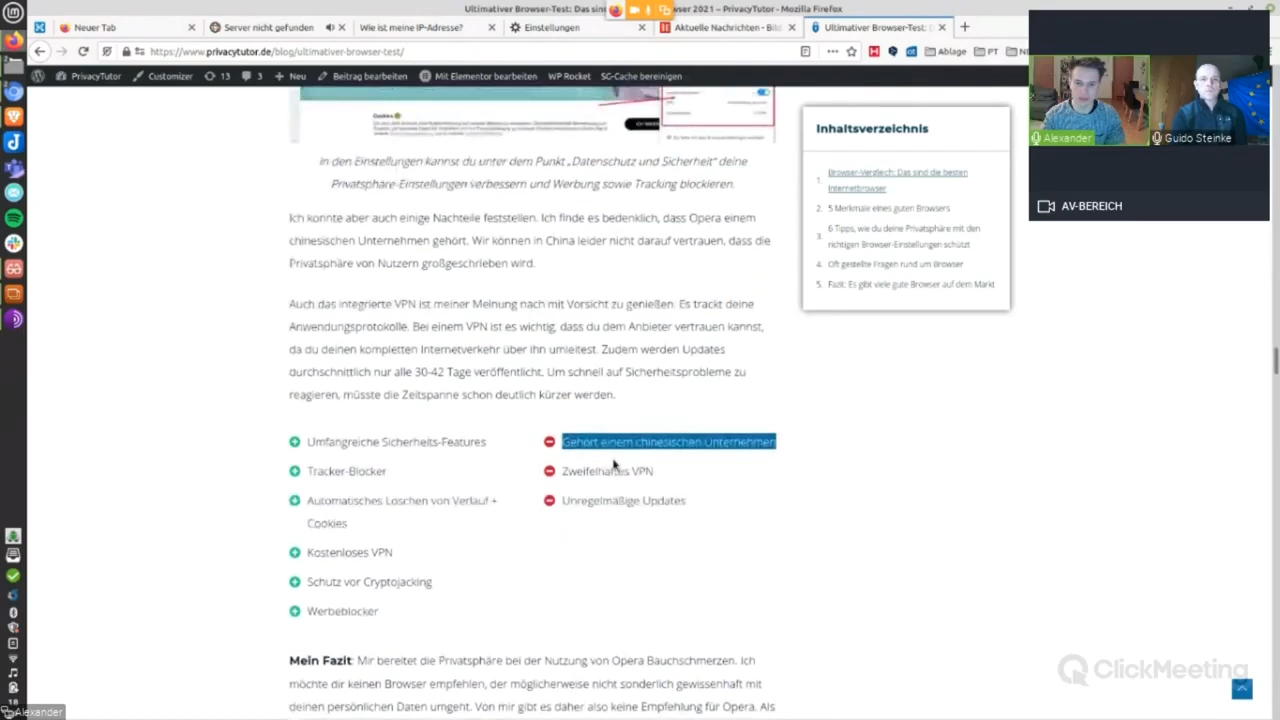 Ultimativer Browser-Test: Das sind
owser 2021 – PrivacyTutor - Mozilla Firefox
Neuer Tab
Server nicht gefunden
Wie ist meine IP-Adresse?
Einstellungen
Aktuelle Nachrichten - Bild
Ultimativer Browser-Test: D
https://www.privacytutor.de/blog/ultimativer-browser-test/
Ablage
PT
PrivacyTutor
Customizer
13
3
Neu
Beitrag bearbeiten
Mit Elementor bearbeiten
WP Rocket
SG-Cache bereinigen
Cookies
In den Einstellungen kannst du unter dem Punkt „Datenschutz und Sicherheit“ deine
Privatsphäre-Einstellungen verbessern und Werbung sowie Tracking blockieren.
Ich konnte aber auch einige Nachteile feststellen. Ich finde es bedenklich, dass Opera einem
chinesischen Unternehmen gehört. Wir können in China leider nicht darauf vertrauen, dass die
Privatsphäre von Nutzern großgeschrieben wird.
Auch das integrierte VPN ist meiner Meinung nach mit Vorsicht zu genießen. Es trackt deine
Anwendungsprotokolle. Bei einem VPN ist es wichtig, dass du dem Anbieter vertrauen kannst,
da du deinen kompletten Internetverkehr über ihn umleitest. Zudem werden Updates
durchschnittlich nur alle 30-42 Tage veröffentlicht. Um schnell auf Sicherheitsprobleme zu
reagieren, müsste die Zeitspanne schon deutlich kürzer werden.
Umfangreiche Sicherheits-Features
Tracker-Blocker
Automatisches Löschen von Verlauf +
Cookies
Kostenloses VPN
Schutz vor Cryptojacking
Werbeblocker
Gehört einem chinesischen Unternehmen
Zweifelhaftes VPN
Unregelmäßige Updates
Mein Fazit: Mir bereitet die Privatsphäre bei der Nutzung von Opera Bauchschmerzen. Ich
möchte dir keinen Browser empfehlen, der möglicherweise nicht sonderlich gewissenhaft mit
deinen persönlichen Daten umgeht. Von mir gibt es daher also keine Empfehlung für Opera. Als
Inhaltsverzeichnis
1. Browser-Vergleich: Das sind die besten
Internetbrowser
2. 5 Merkmale eines guten Browsers
3. 6 Tipps, wie du deine Privatsphäre mit den
richtigen Browser-Einstellungen schützt
4. Oft gestellte Fragen rund um Browser
5. Fazit: Es gibt viele gute Browser auf dem Markt
Alexander
Guido Steinke
AV-BEREICH
ClickMeeting
18
Alexander